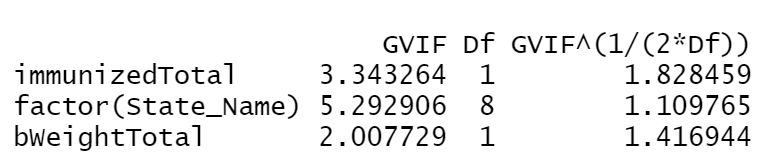 GVIF Df GVIF^(1/(2*Df))
immunizedTotal 3.343264 1 1.828459
factor(State_Name) 5.292906 8 1.109765
bWeightTotal 2.007729 1 1.416944